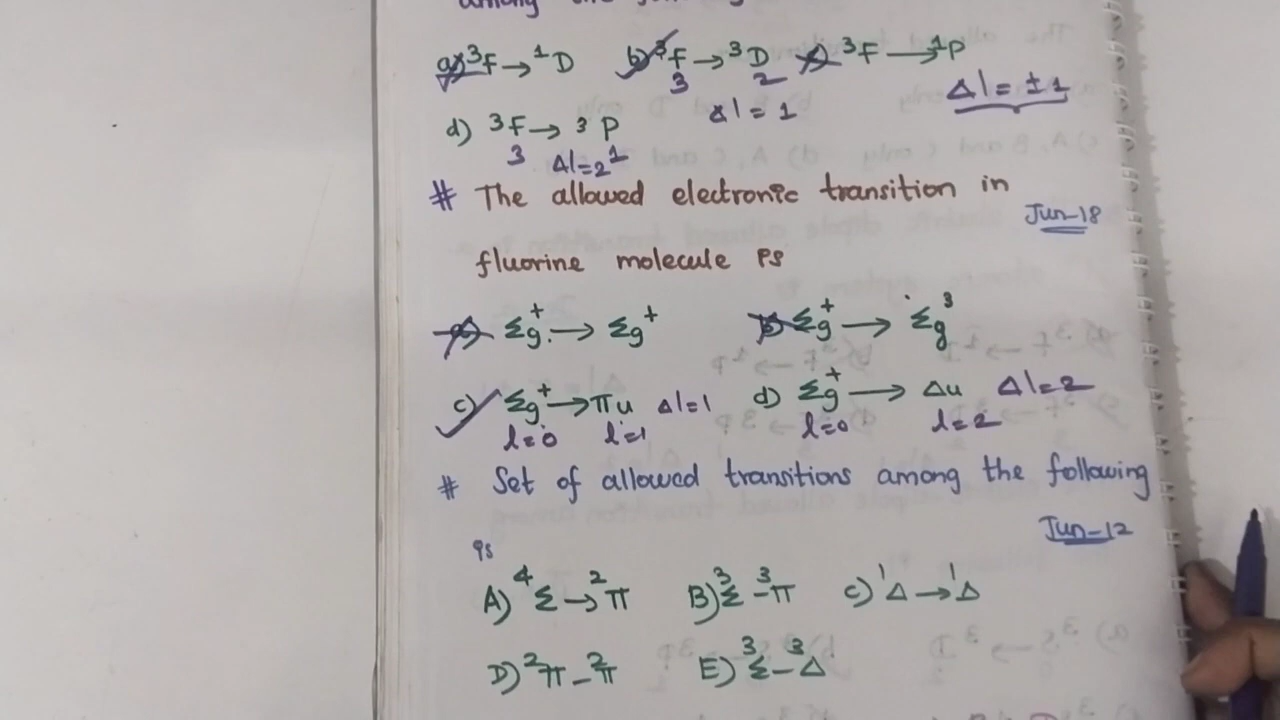 a) ³F → ¹D b) ³F → ³D c) ³F → ¹P
3 2
Δl = 1
Δl = ±1
d) ³F → ³P
3 Δl=2 1
# The allowed electronic transition in
Jun-18
fluorine molecule is
a) Σg⁺ → Σg⁺ b) Σg⁺ → Σg³
c) Σg⁺ → πu Δl=1 d) Σg⁺ → Δu Δl=2
l=0 l=1 l=0 l=2
# Set of allowed transitions among the following
Jun-12
is
A) ⁴Σ → ²π B) ³Σ - ³π c) ¹Δ → ¹Δ
D) ²π - ²π E) ³Σ - ³Δ